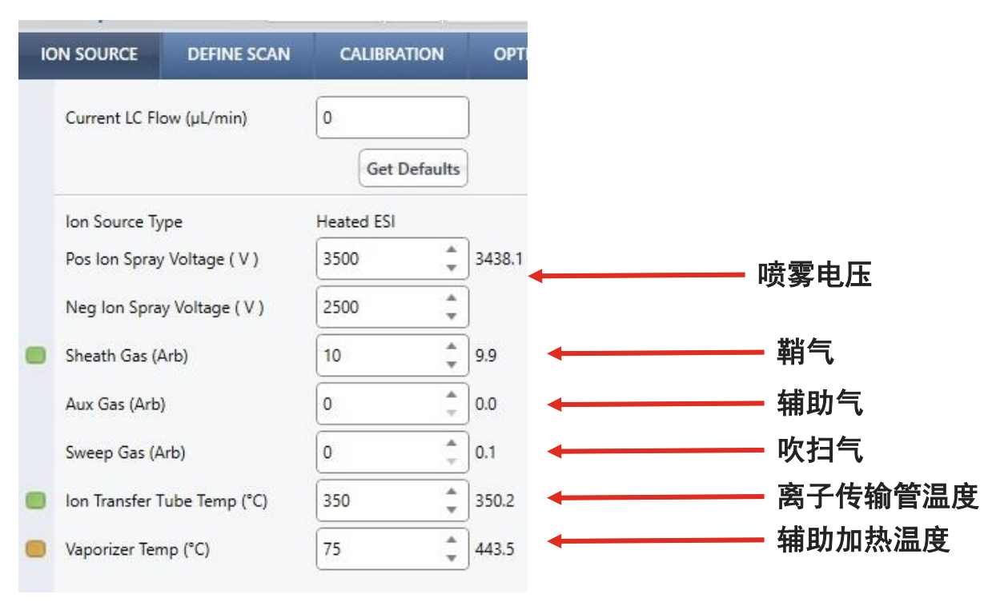 ION SOURCE DEFINE SCAN CALIBRATION OPTI
Current LC Flow (µL/min) 0
Get Defaults
Ion Source Type Heated ESI
Pos Ion Spray Voltage ( V ) 3500 3438.1
喷雾电压
Neg Ion Spray Voltage ( V ) 2500
Sheath Gas (Arb) 10 9.9 鞘气
Aux Gas (Arb) 0 0.0 辅助气
Sweep Gas (Arb) 0 0.1 吹扫气
Ion Transfer Tube Temp (°C) 350 350.2 离子传输管温度
Vaporizer Temp (°C) 75 443.5 辅助加热温度